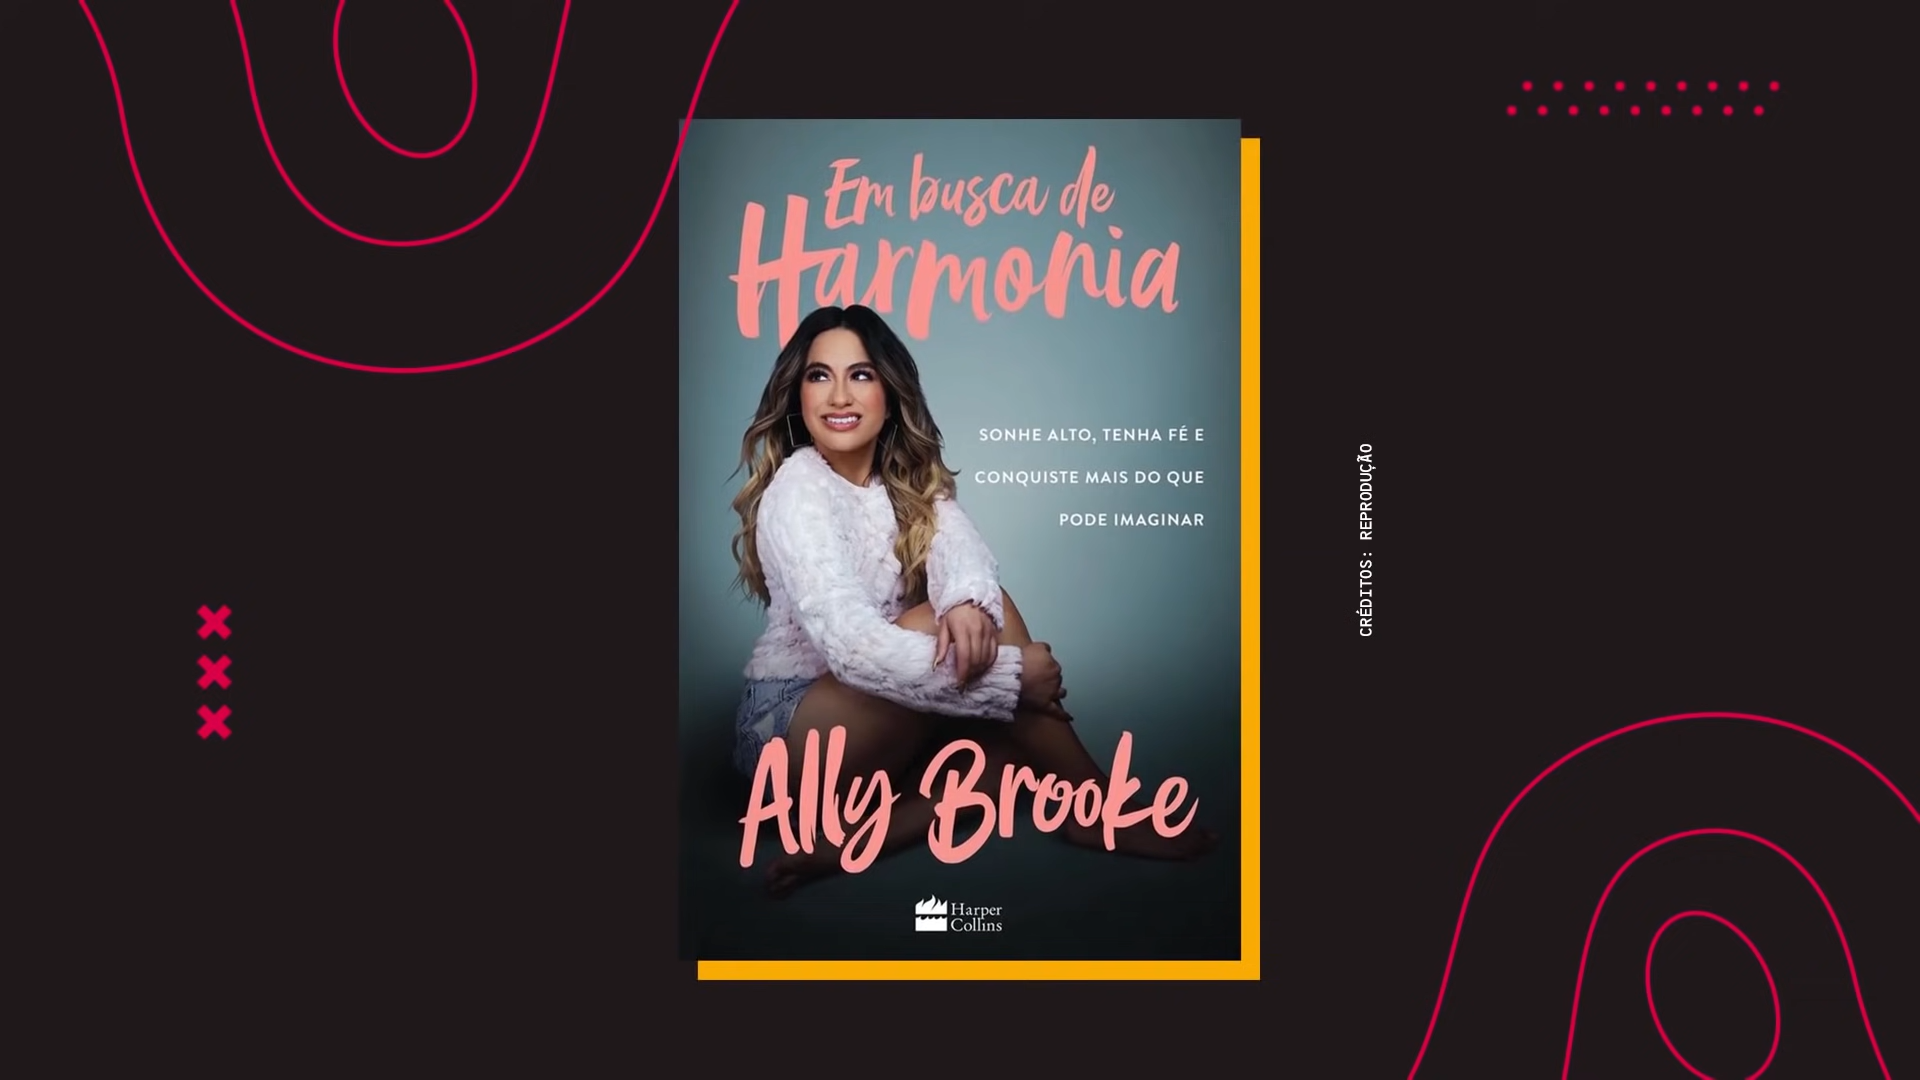 Em busca de
Harmonia
SONHE ALTO, TENHA FÉ E
CONQUISTE MAIS DO QUE
PODE IMAGINAR
Ally Brooke
Harper
Collins
CRÉDITOS: REPRODUÇÃO